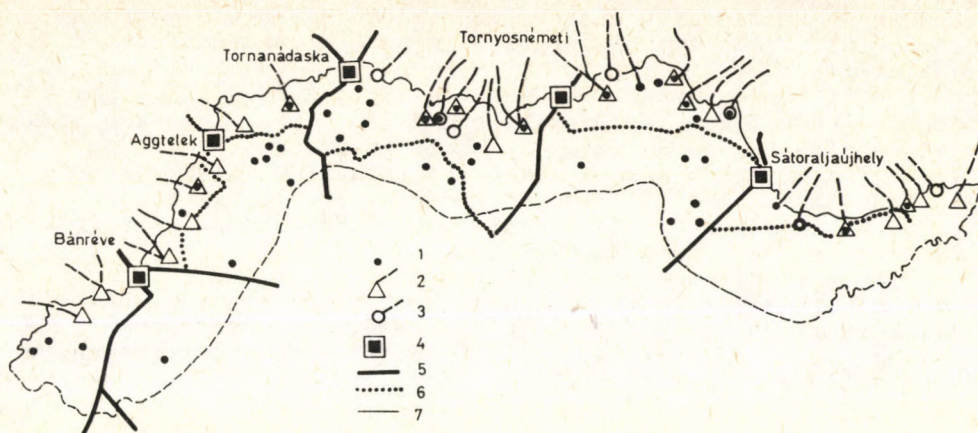 Tornanádaska
Tornyosnémeti
Aggtelek
Sátoraljaújhely
Bánréve
1
2
3
4
5
6
7